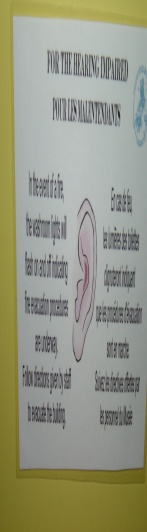 FOR THE HEARING IMPAIRED
POUR LES MALENTENDANTS
In the event of a fire,
the washroom lights will
flash on and off indicating
fire evacuation procedures
are underway.
Follow directions given by staff
to evacuate the building.
En cas de feu,
les lumières des toilettes
clignoteront indiquant
que les procédures d'évacuation
sont en marche.
Suivez les directives offertes par
les personnel du Musée